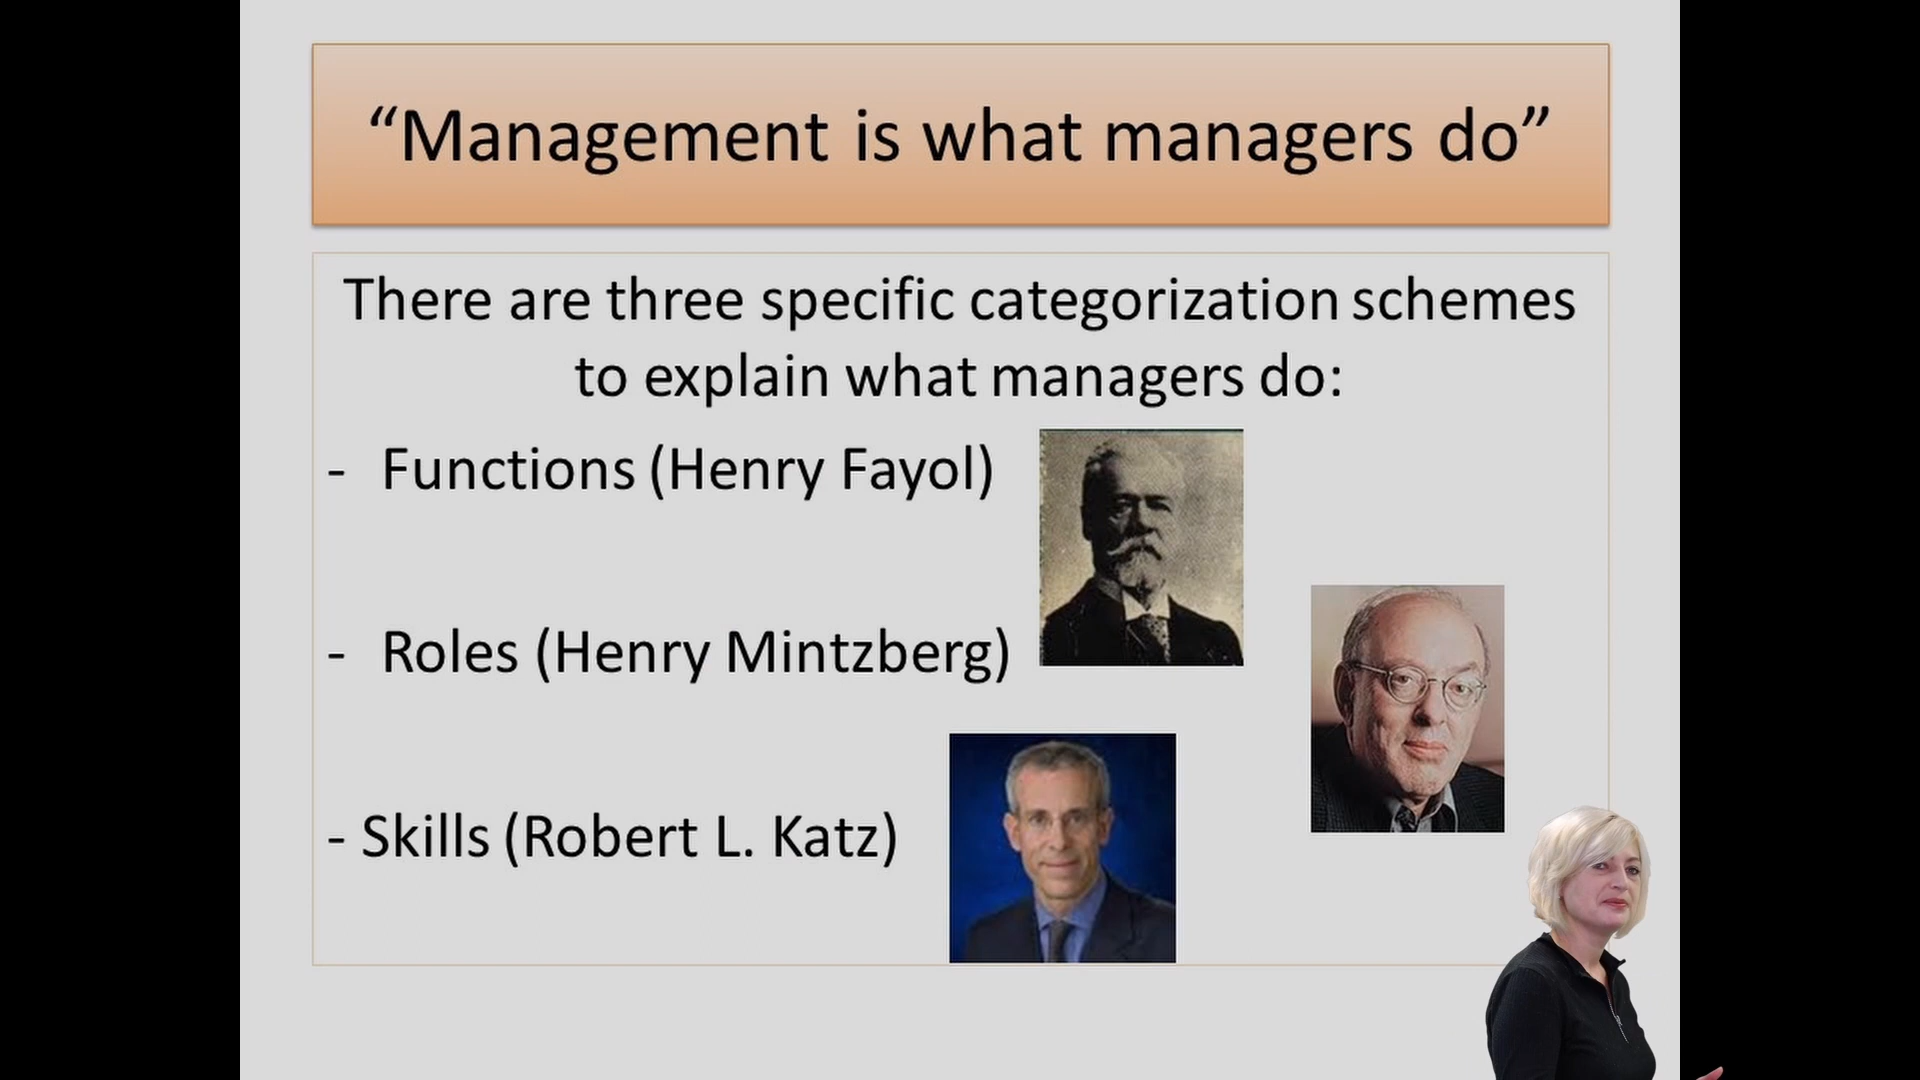 “Management is what managers do”
There are three specific categorization schemes
to explain what managers do:
- Functions (Henry Fayol)
- Roles (Henry Mintzberg)
- Skills (Robert L. Katz)